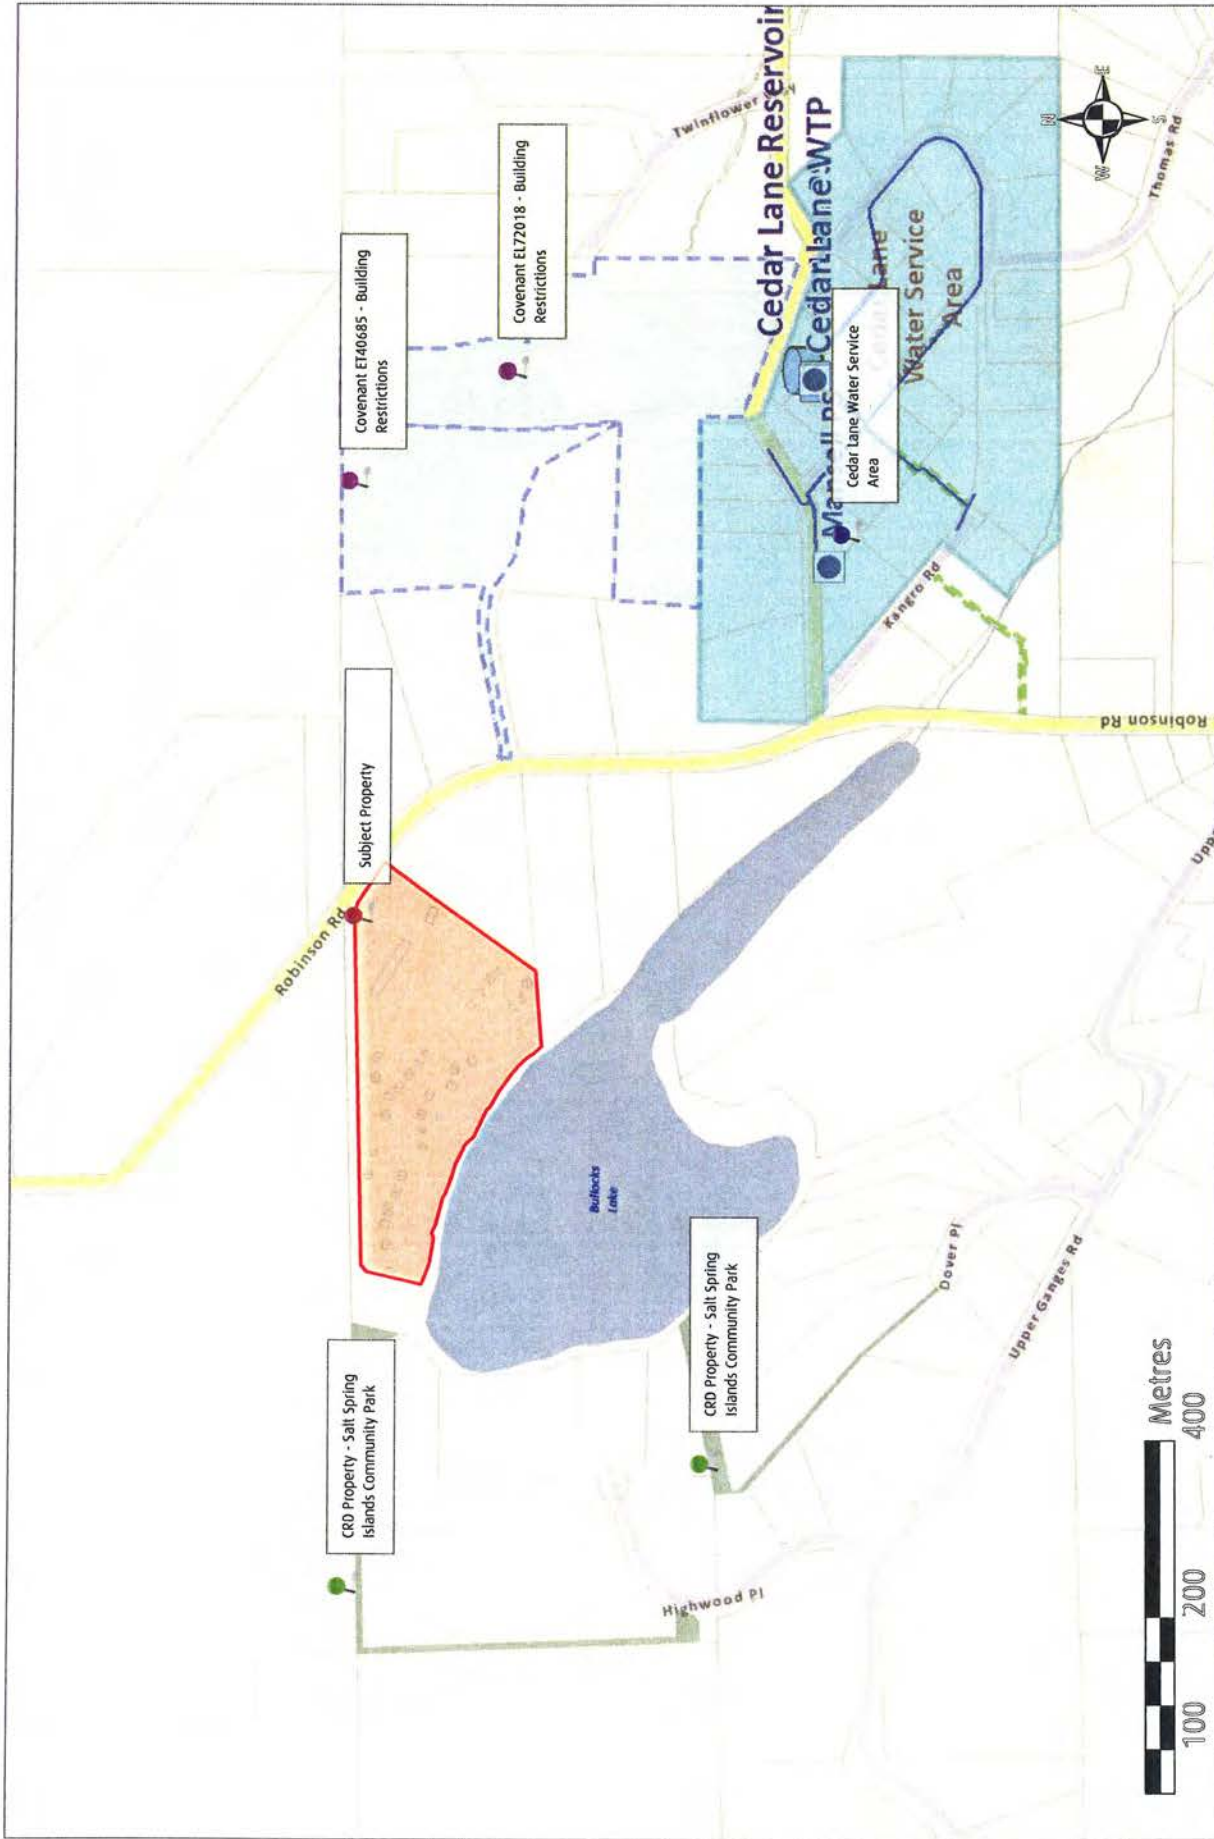 CRD Property - Salt Spring
Islands Community Park
Robinson Rd
Subject Property
Covenant ET40685 - Building
Restrictions
Covenant EL72018 - Building
Restrictions
Twinflower
Bullocks
Lake
CRD Property - Salt Spring
Islands Community Park
Highwood Pl
Dover Pl
Upper Ganges Rd
Cedar Lane Reservoir
Cedar Lane WTP
Cedar Lane Water Service
Area
Lane
Water Service
Area
Kangro Rd
Robinson Rd
Thomas Rd
N
W
E
S
Metres
100
200
400